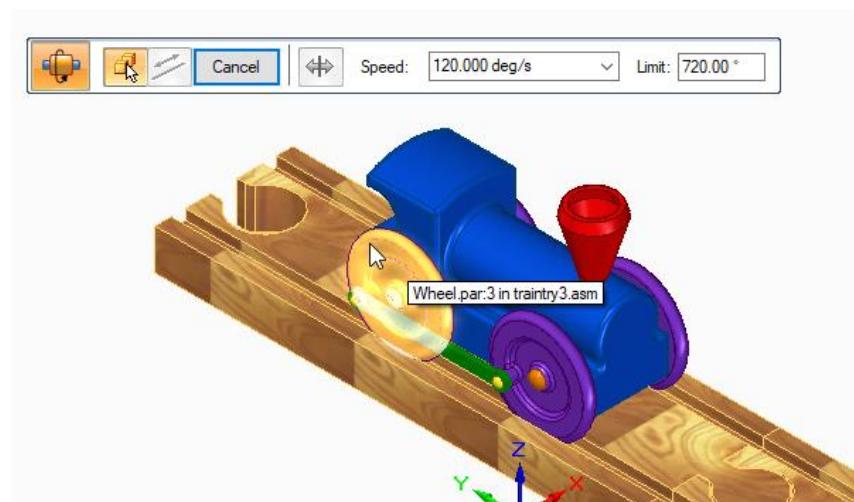 Cancel Speed: 120.000 deg/s Limit: 720.00 °
Wheel.par:3 in traintry3.asm
Z
Y X